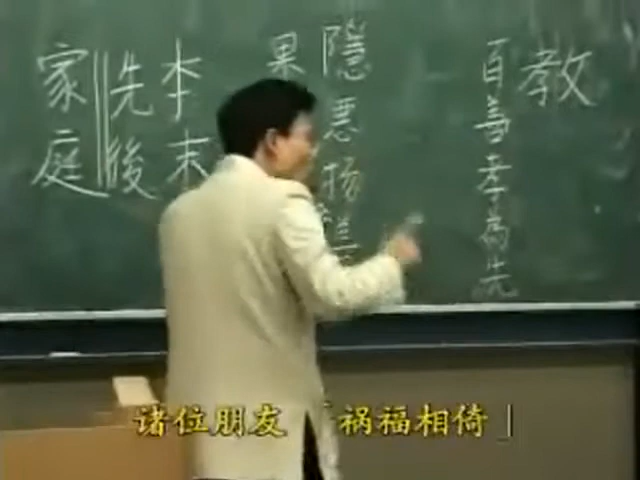 教
百善孝為先
隱惡揚善
果
本末
先後
家庭
诸位朋友 「祸福相倚」